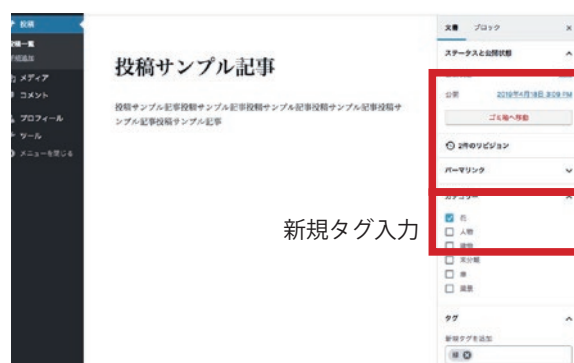 投稿
投稿一覧
メディア
コメント
プロフィール
ツール
メニューを閉じる
投稿サンプル記事
投稿サンプル記事投稿サンプル記事投稿サンプル記事投稿サンプル記事投稿サ
ンプル記事投稿サンプル記事
新規タグ入力
文書 ブロック ×
ステータスと公開状態
公開 2019年4月18日 3:09 PM
ゴミ箱へ移動
2件のリビジョン
パーマリンク
カテゴリー
花
人物
建物
未分類
風景
タグ
新規タグを追加